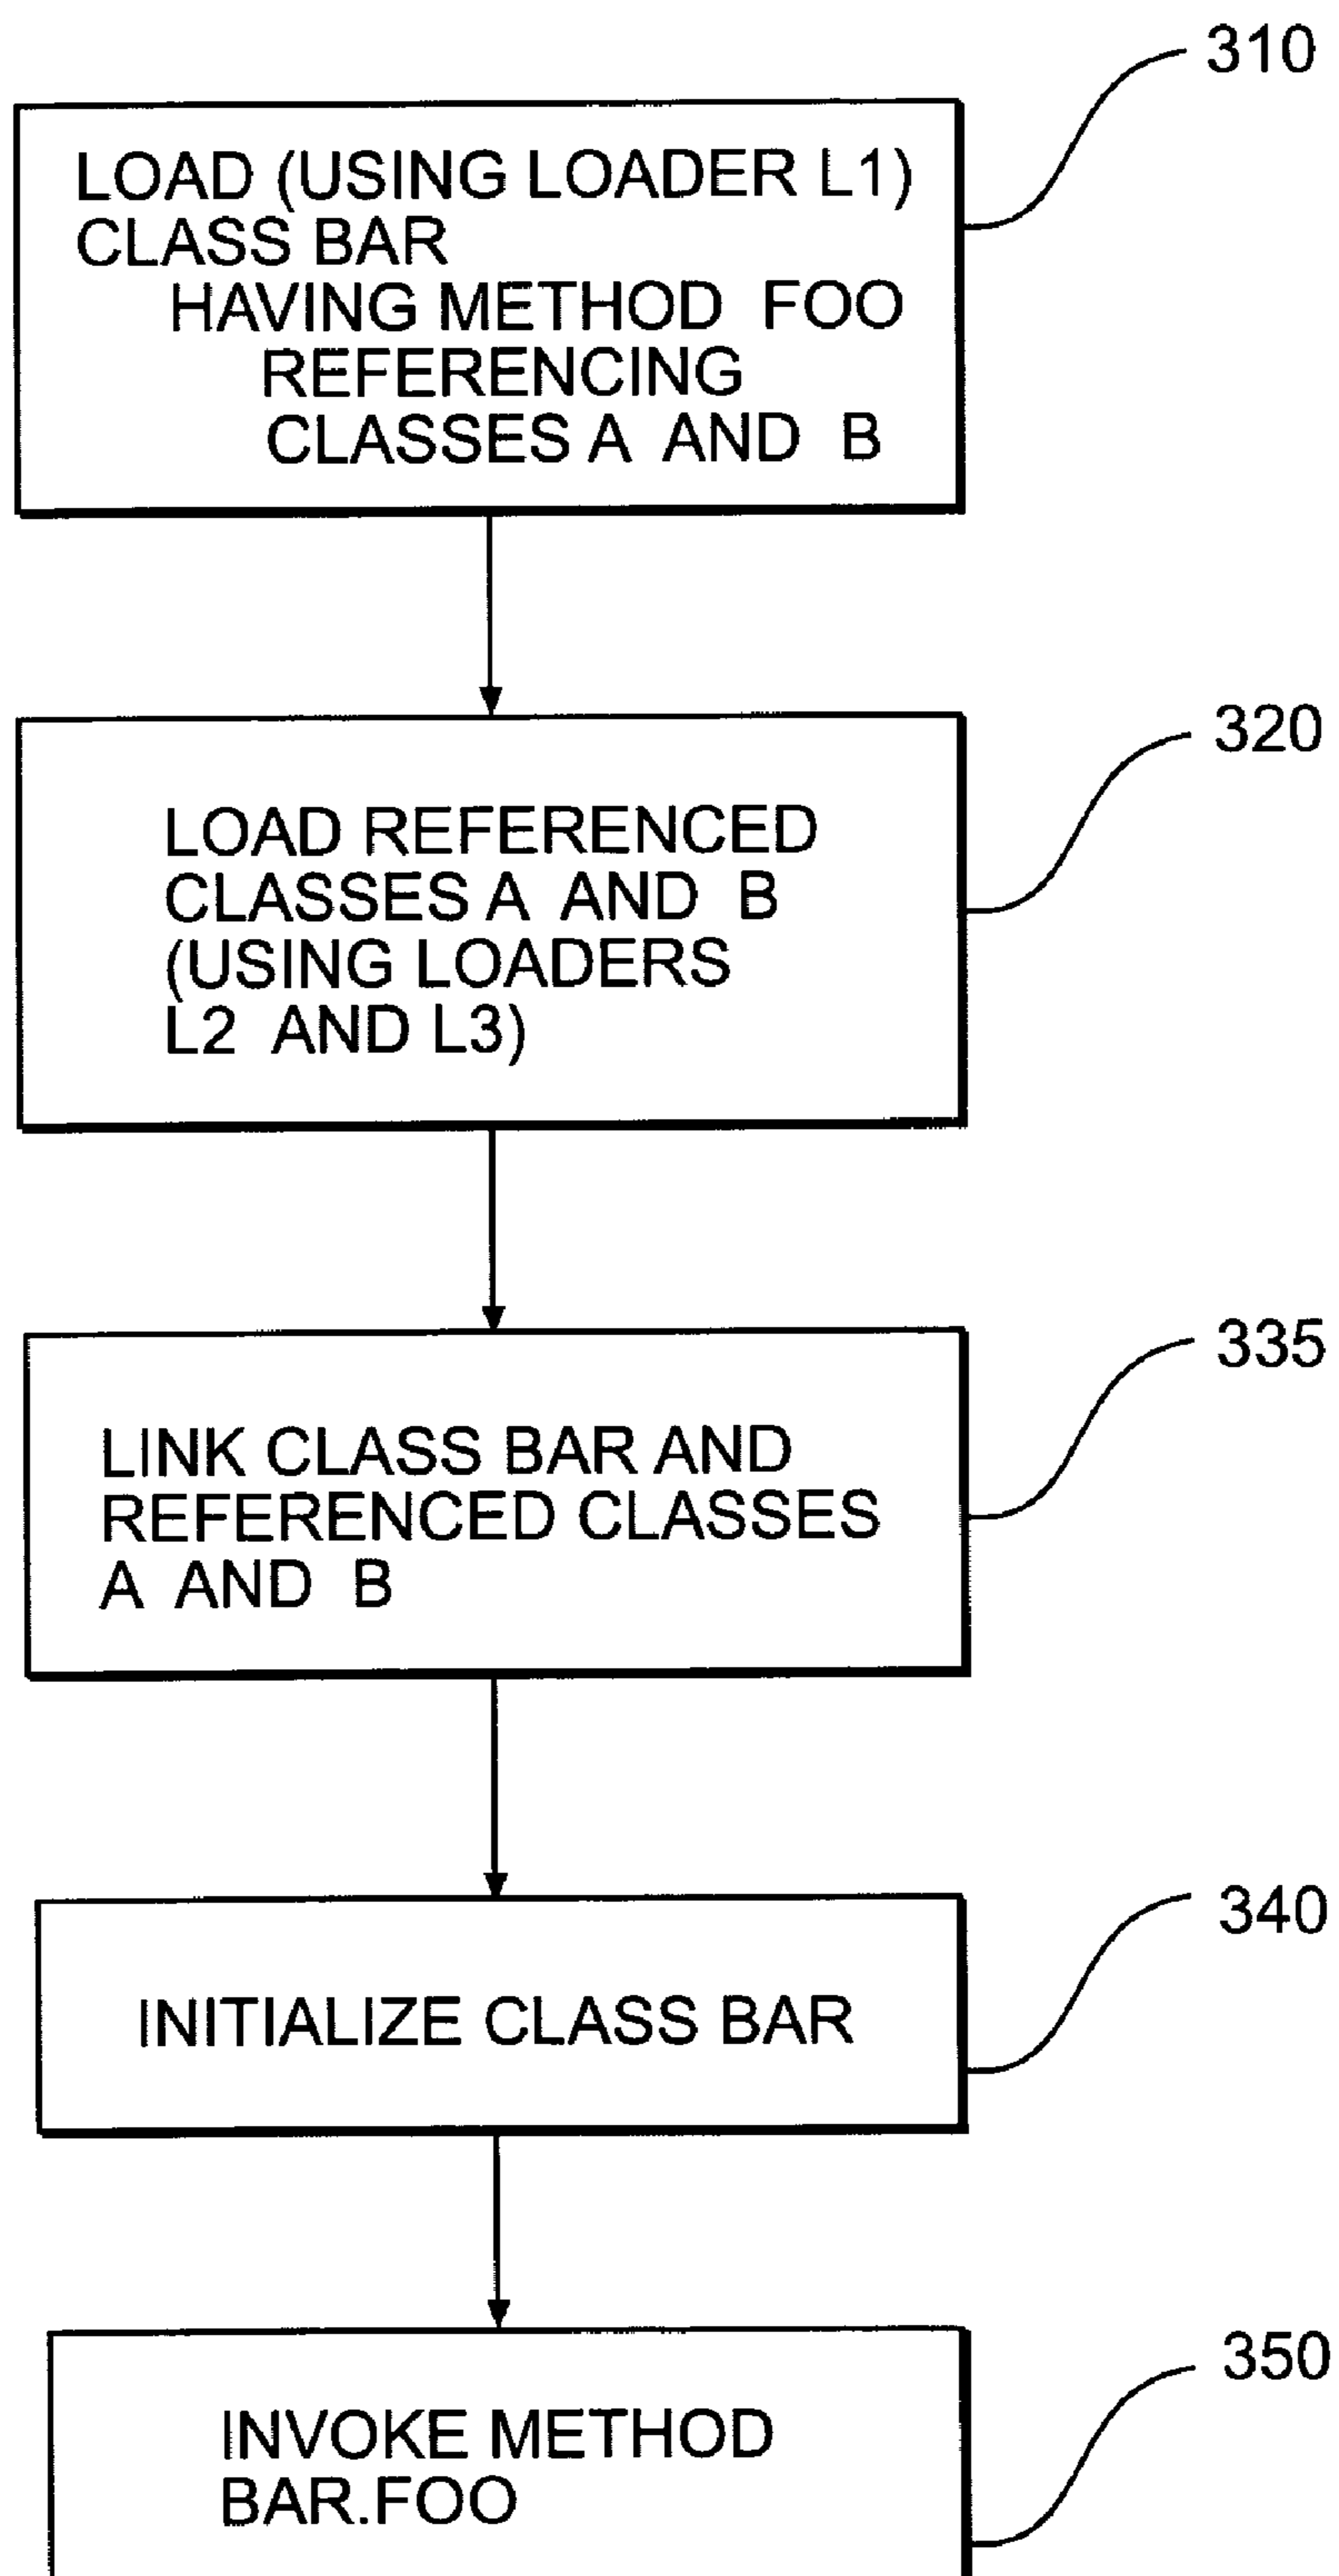 310
LOAD (USING LOADER L1)
CLASS BAR
HAVING METHOD FOO
REFERENCING
CLASSES A AND B
320
LOAD REFERENCED
CLASSES A AND B
(USING LOADERS
L2 AND L3)
335
LINK CLASS BAR AND
REFERENCED CLASSES
A AND B
340
INITIALIZE CLASS BAR
350
INVOKE METHOD
BAR.FOO